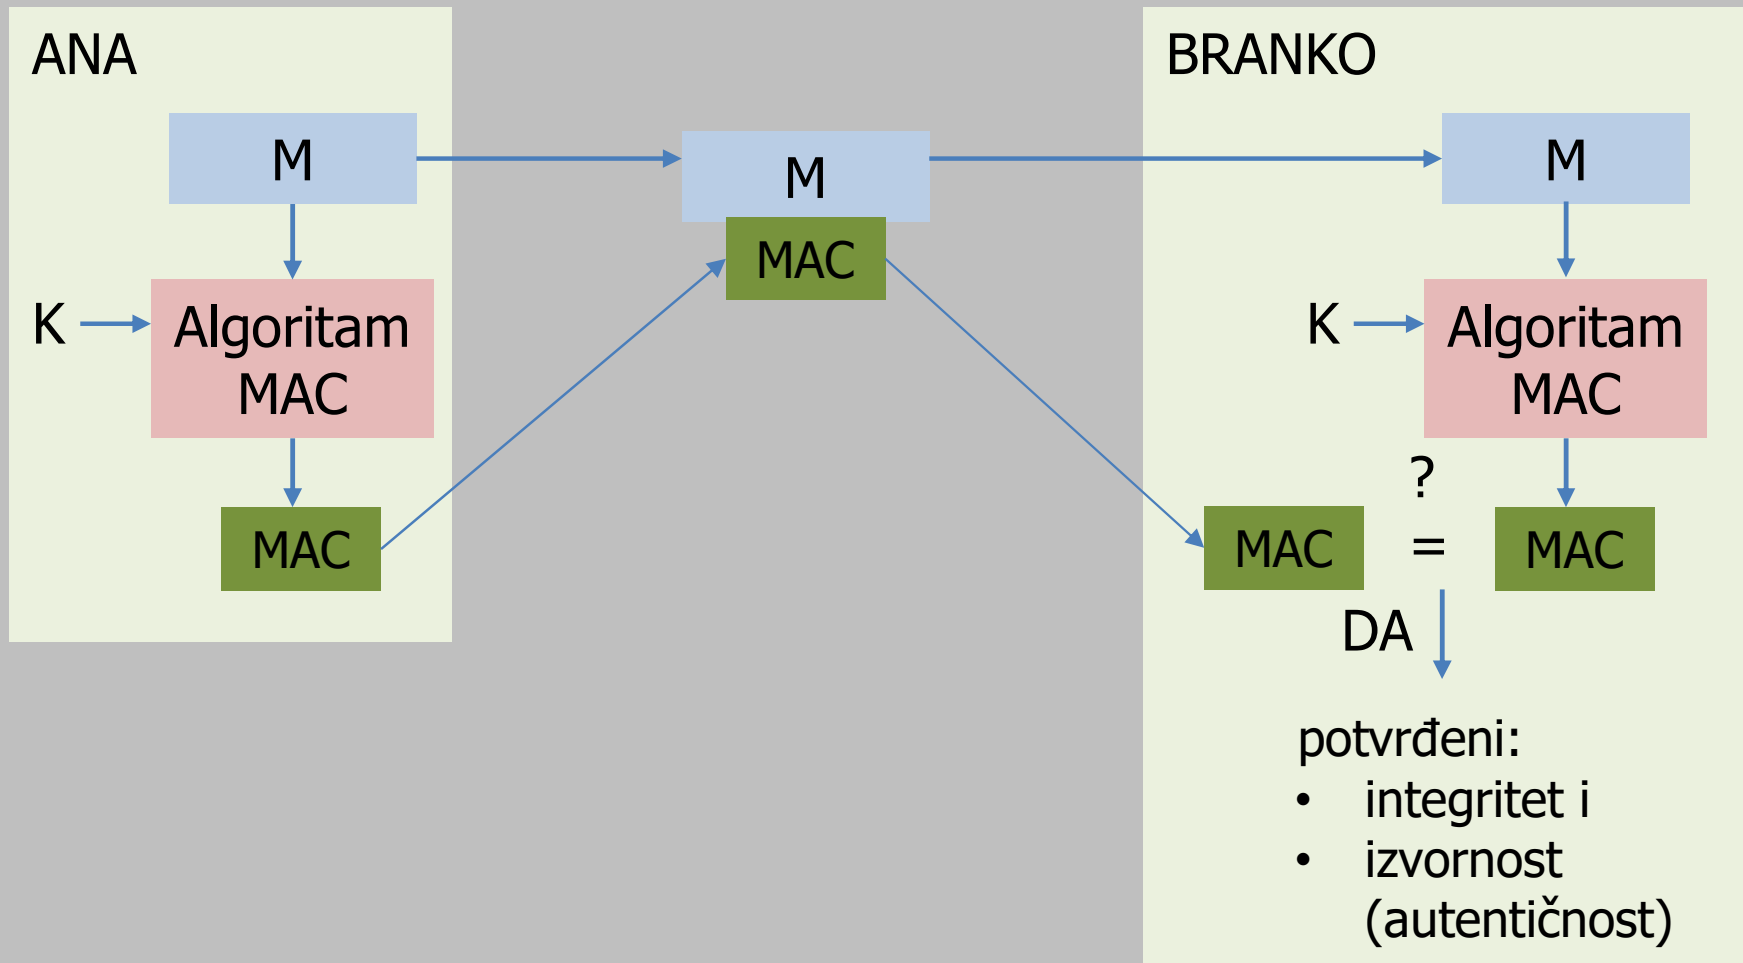 ANA
M
K
Algoritam
MAC
MAC
M
MAC
BRANKO
M
K
Algoritam
MAC
?
MAC
=
MAC
DA
potvrđeni:
• integritet i
• izvornost
(autentičnost)